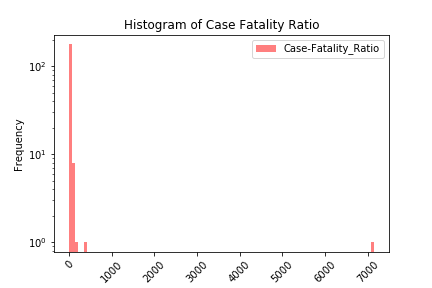 Histogram of Case Fatality Ratio
Case-Fatality_Ratio
10²
10¹
10⁰
Frequency
0 1000 2000 3000 4000 5000 6000 7000